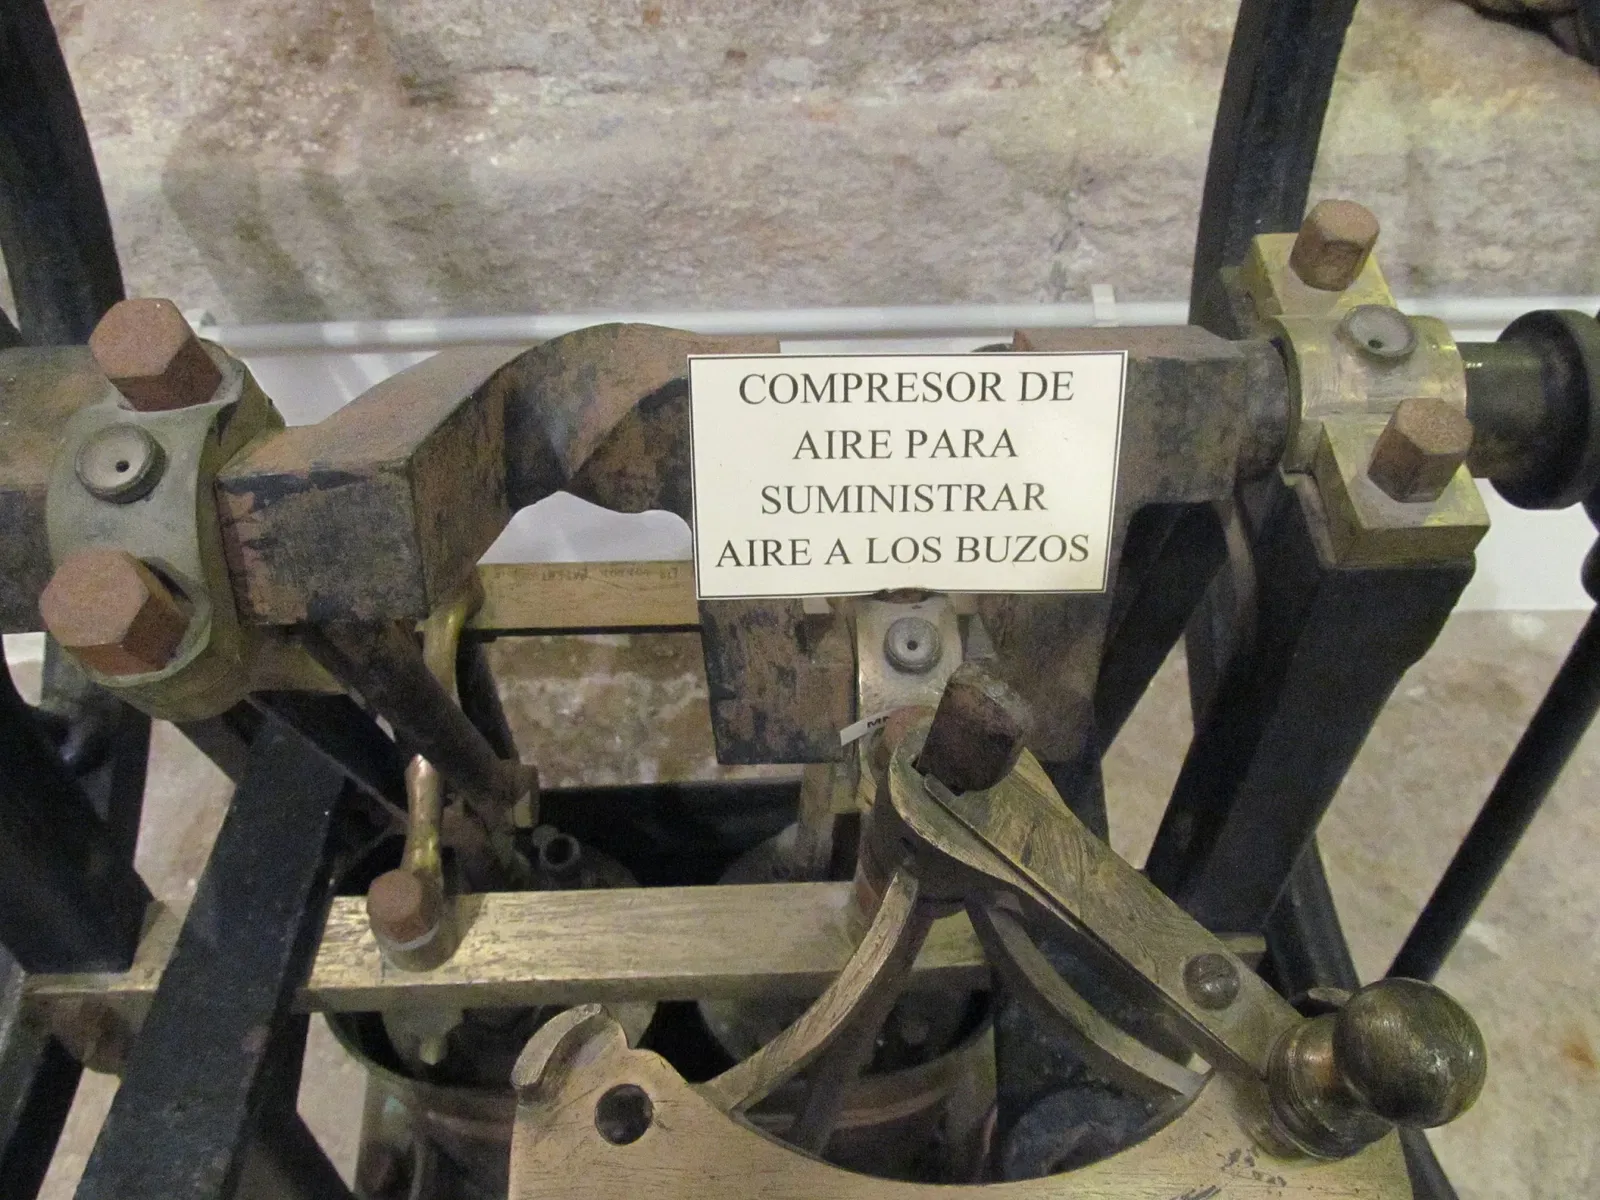 COMPRESOR DE
AIRE PARA
SUMINISTRAR
AIRE A LOS BUZOS